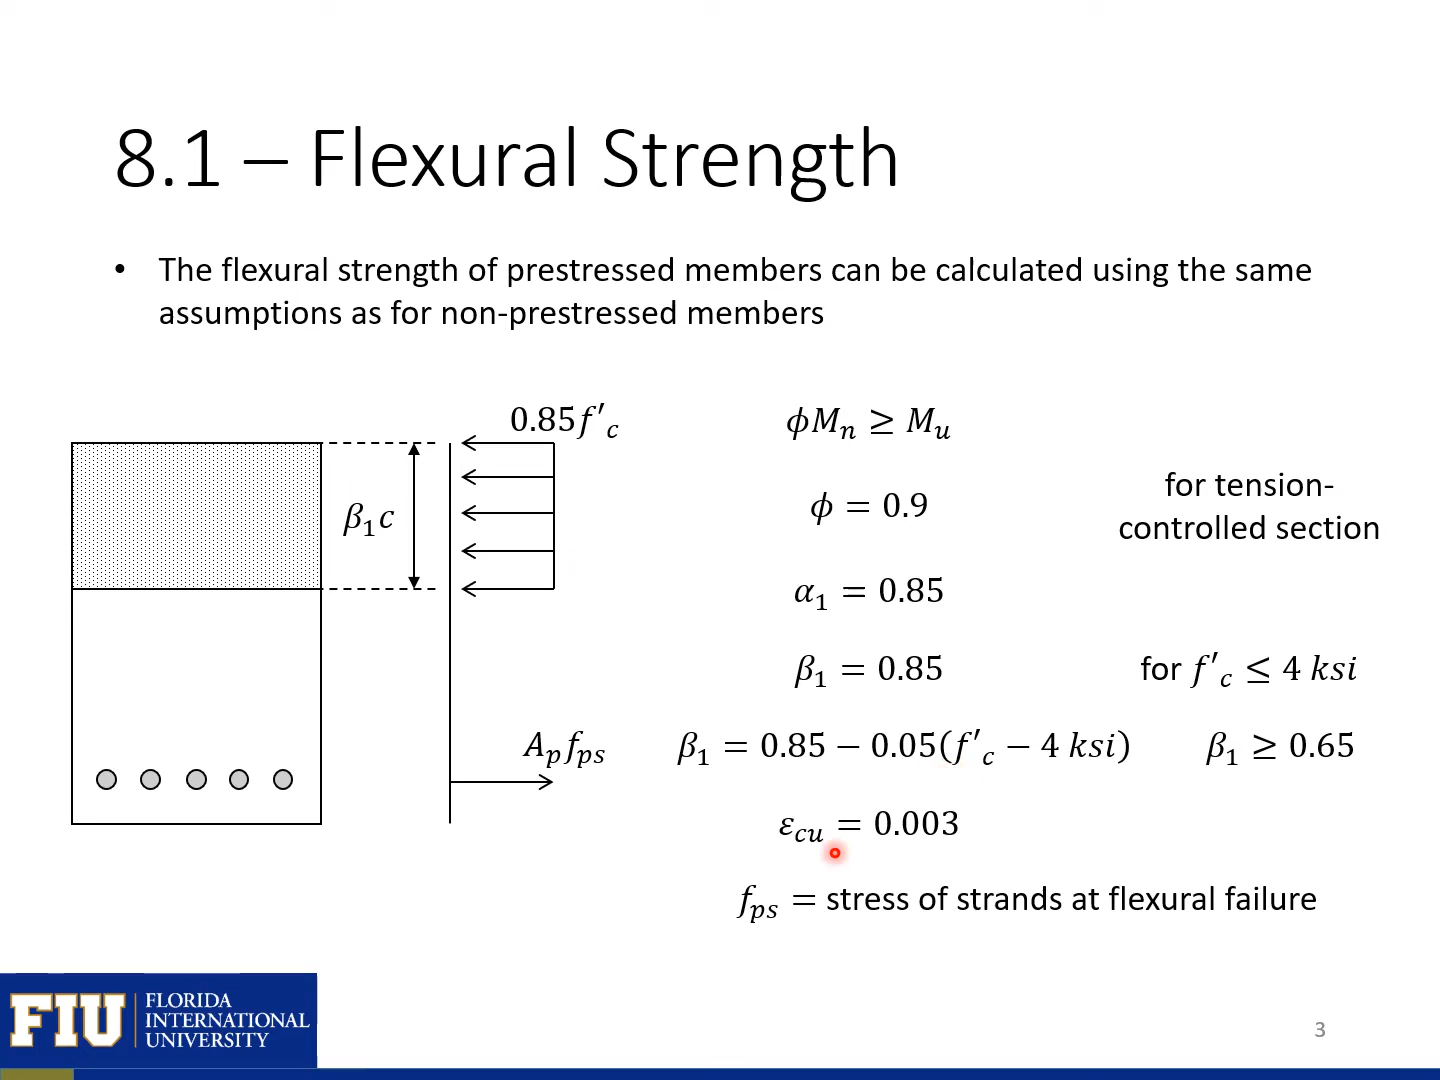 8.1 – Flexural Strength
• The flexural strength of prestressed members can be calculated using the same
assumptions as for non-prestressed members
0.85f′c
β₁c
Apfps
ϕMn ≥ Mu
ϕ = 0.9
for tension-
controlled section
α₁ = 0.85
β₁ = 0.85
for f′c ≤ 4 ksi
β₁ = 0.85 − 0.05(f′c − 4 ksi)
β₁ ≥ 0.65
εcu = 0.003
fps = stress of strands at flexural failure
FIU
FLORIDA
INTERNATIONAL
UNIVERSITY
3